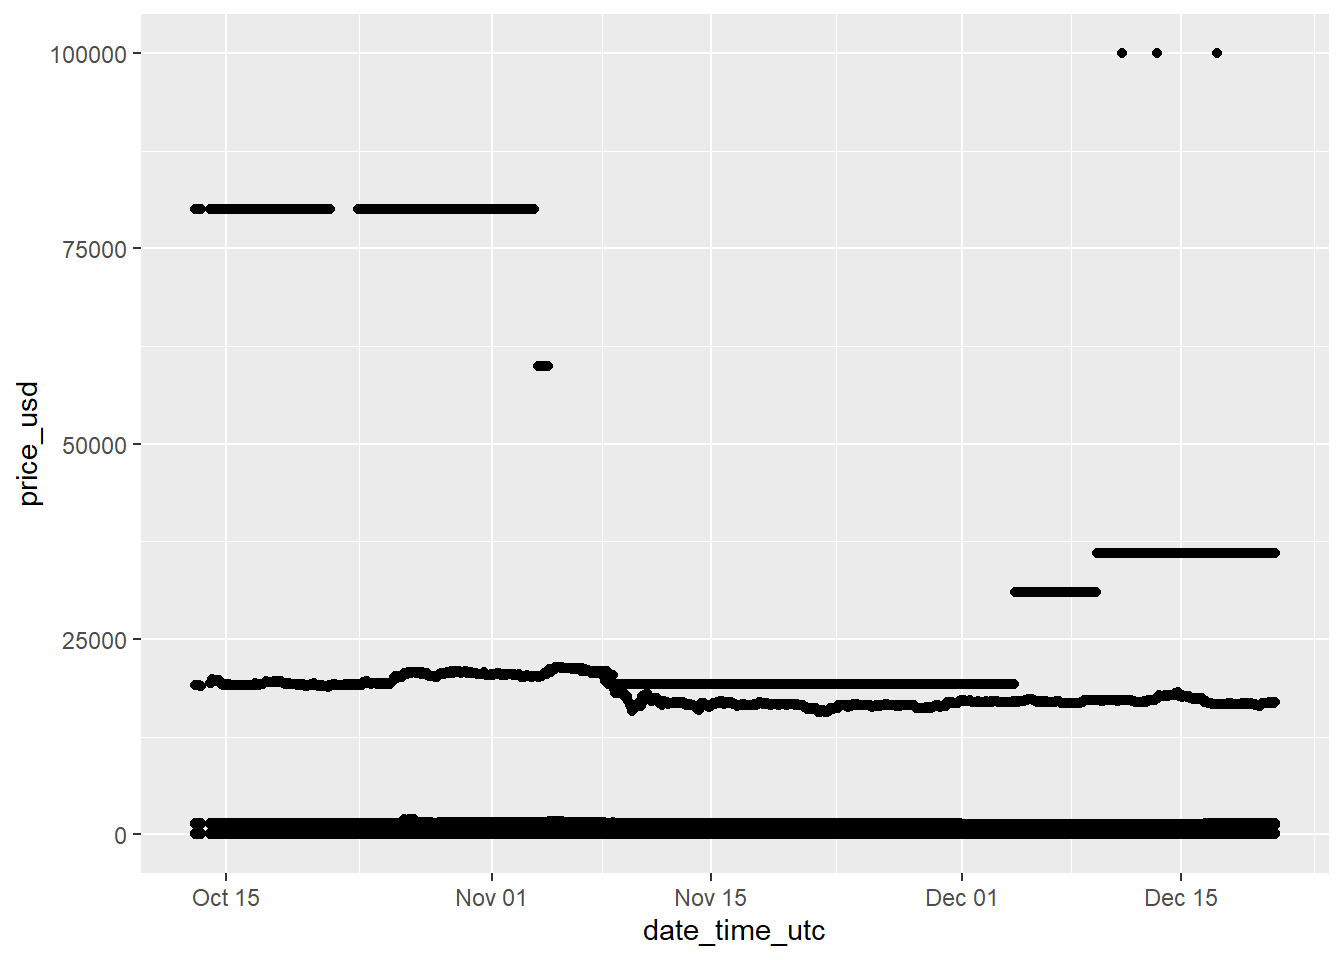 price_usd
100000
75000
50000
25000
0
Oct 15
Nov 01
Nov 15
Dec 01
Dec 15
date_time_utc